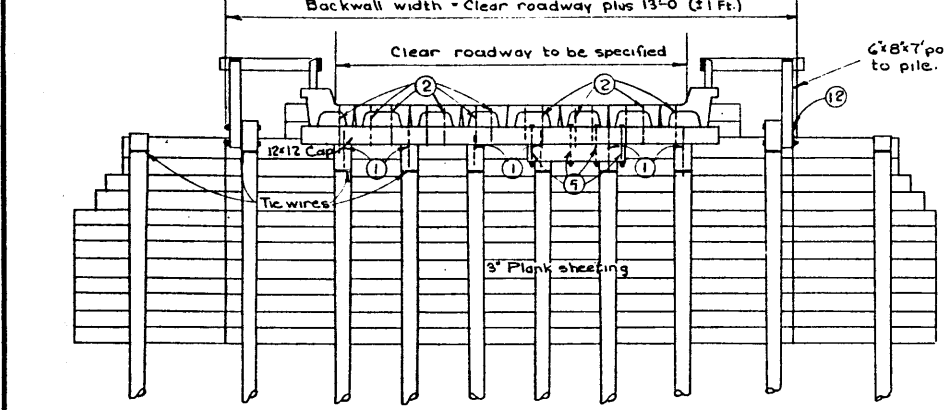 Backwall width = Clear roadway plus 13'-0 (±1 Ft.)
Clear roadway to be specified
6"x8"x7' po
to pile.
2
2
12
12x12 Cap
1
1
1
5
Tie wires
3" Plank sheeting